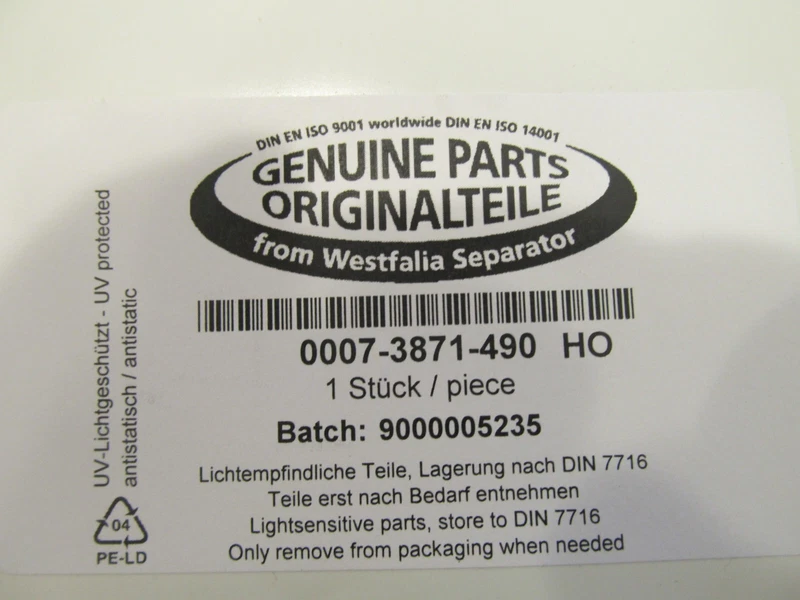 DIN EN ISO 9001 worldwide DIN EN ISO 14001
GENUINE PARTS
ORIGINALTEILE
from Westfalia Separator
0007-3871-490 HO
1 Stück / piece
Batch: 9000005235
Lichtempfindliche Teile, Lagerung nach DIN 7716
Teile erst nach Bedarf entnehmen
Lightsensitive parts, store to DIN 7716
Only remove from packaging when needed
UV-Lichtgeschützt - UV protected
antistatisch / antistatic
04
PE-LD